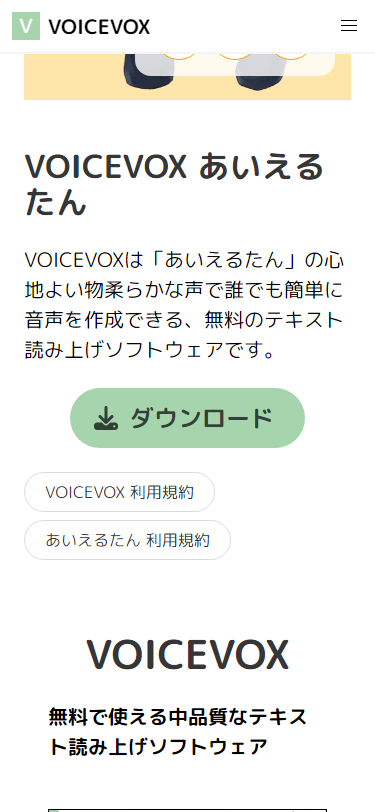 V VOICEVOX
VOICEVOX あいえる
たん
VOICEVOXは「あいえるたん」の心
地よい物柔らかな声で誰でも簡単に
音声を作成できる、無料のテキスト
読み上げソフトウェアです。
ダウンロード
VOICEVOX 利用規約
あいえるたん 利用規約
VOICEVOX
無料で使える中品質なテキス
ト読み上げソフトウェア